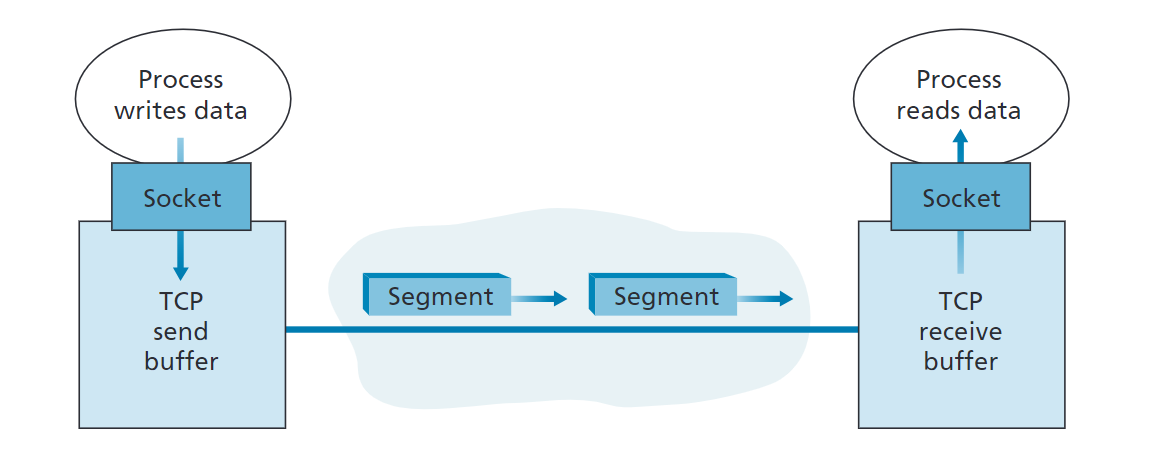 Process
writes data
Socket
TCP
send
buffer
Segment
Segment
Process
reads data
Socket
TCP
receive
buffer